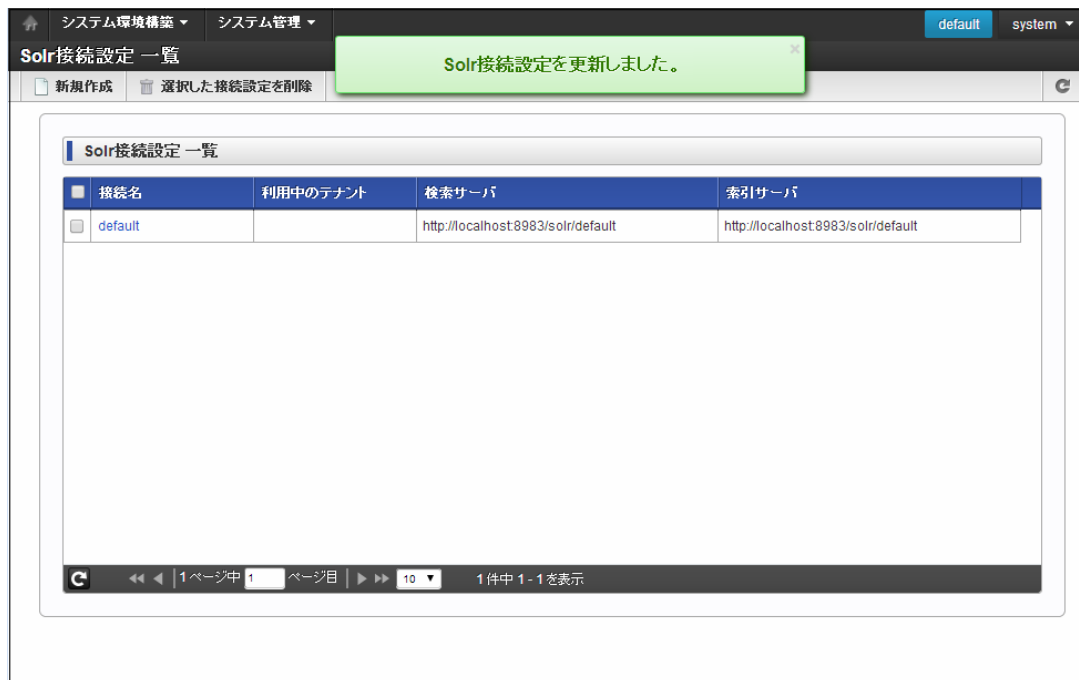 システム環境構築 ▼ システム管理 ▼ default system ▼
Solr接続設定 一覧
Solr接続設定を更新しました。 ×
新規作成 選択した接続設定を削除
Solr接続設定 一覧
接続名 利用中のテナント 検索サーバ 索引サーバ
default http://localhost:8983/solr/default http://localhost:8983/solr/default
1 ページ中 1 ページ目 10 ▼ 1 件中 1 - 1 を表示